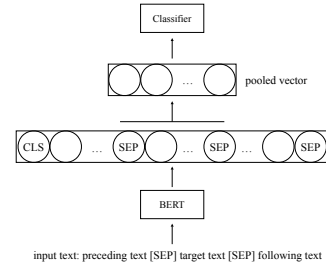 Classifier
...
pooled vector
CLS ... SEP ... SEP ... SEP
BERT
input text: preceding text [SEP] target text [SEP] following text